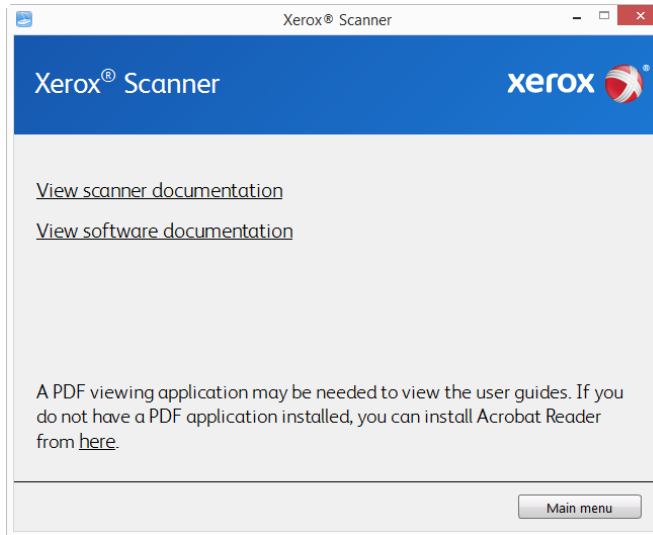 Xerox® Scanner
Xerox® Scanner
xerox ®
View scanner documentation
View software documentation
A PDF viewing application may be needed to view the user guides. If you
do not have a PDF application installed, you can install Acrobat Reader
from here.
Main menu